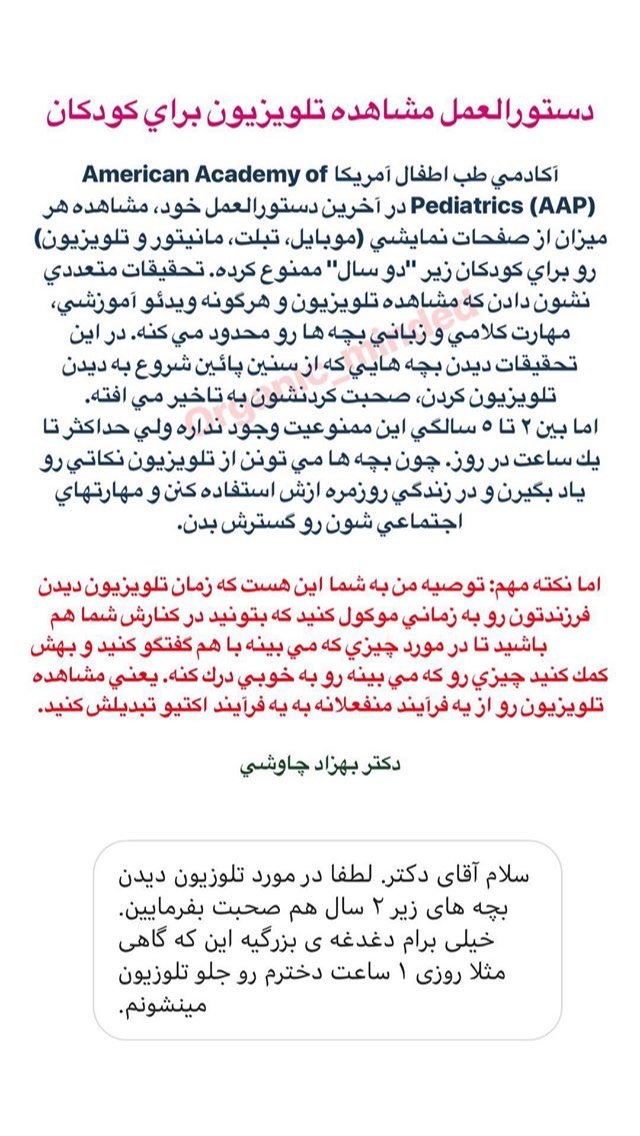 دستورالعمل مشاهده تلويزيون براي كودكان
آكادمي طب اطفال آمريكا American Academy of
Pediatrics (AAP) در آخرين دستورالعمل خود، مشاهده هر
ميزان از صفحات نمايشي (موبايل، تبلت، مانيتور و تلويزيون)
رو براي كودكان زير "دو سال" ممنوع كرده. تحقيقات متعددي
نشون دادن كه مشاهده تلويزيون و هرگونه ويدئو آموزشي،
مهارت كلامي و زباني بچه ها رو محدود مي كنه. در اين
تحقيقات ديدن بچه هايي كه از سنين پائين شروع به ديدن
تلويزيون كردن، صحبت كردنشون به تاخير مي افته.
اما بين ۲ تا ۵ سالگي اين ممنوعيت وجود نداره ولي حداكثر تا
يك ساعت در روز. چون بچه ها مي تونن از تلويزيون نكاتي رو
ياد بگيرن و در زندگي روزمره ازش استفاده كنن و مهارتهاي
اجتماعي شون رو گسترش بدن.
Organic_minded
اما نكته مهم: توصيه من به شما اين هست كه زمان تلويزيون ديدن
فرزندتون رو به زماني موكول كنيد كه بتونيد در كنارش شما هم
باشيد تا در مورد چيزي كه مي بينه با هم گفتگو كنيد و بهش
كمك كنيد چيزي رو كه مي بينه رو به خوبي درك كنه. يعني مشاهده
تلويزيون رو از يه فرآيند منفعلانه به يه فرآيند اكتيو تبديلش كنيد.
دكتر بهزاد چاوشي
سلام آقای دکتر. لطفا در مورد تلوزیون دیدن
بچه های زیر ۲ سال هم صحبت بفرمایین.
خیلی برام دغدغه ی بزرگیه این که گاهی
مثلا روزی ۱ ساعت دخترم رو جلو تلوزیون
مینشونم.